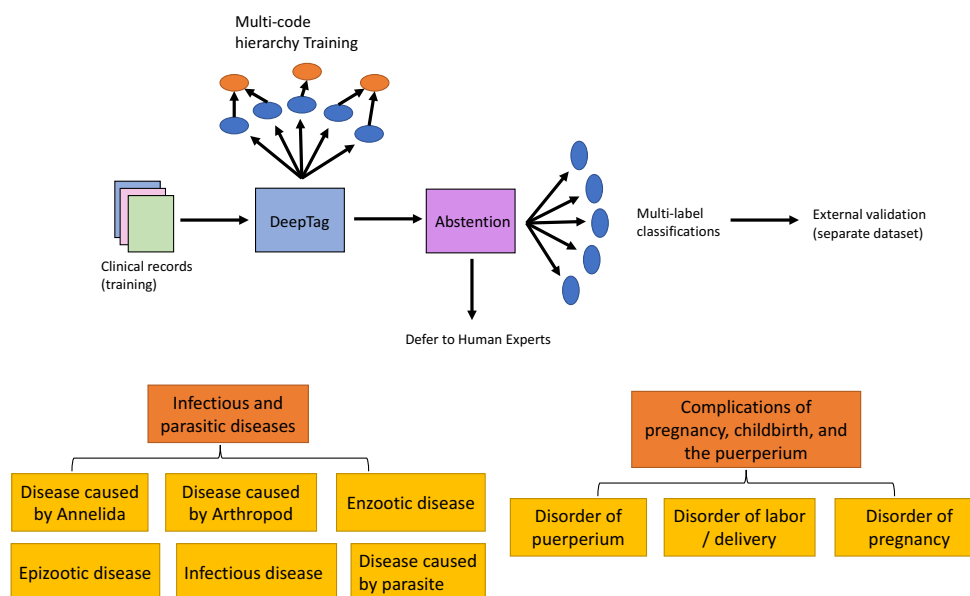 Multi-code
hierarchy Training
DeepTag
Abstention
Multi-label
classifications
External validation
(separate dataset)
Clinical records
(training)
Defer to Human Experts
Infectious and
parasitic diseases
Disease caused
by Annelida
Disease caused
by Arthropod
Enzootic disease
Epizootic disease
Infectious disease
Disease caused
by parasite
Complications of
pregnancy, childbirth, and
the puerperium
Disorder of
puerperium
Disorder of labor
/ delivery
Disorder of
pregnancy